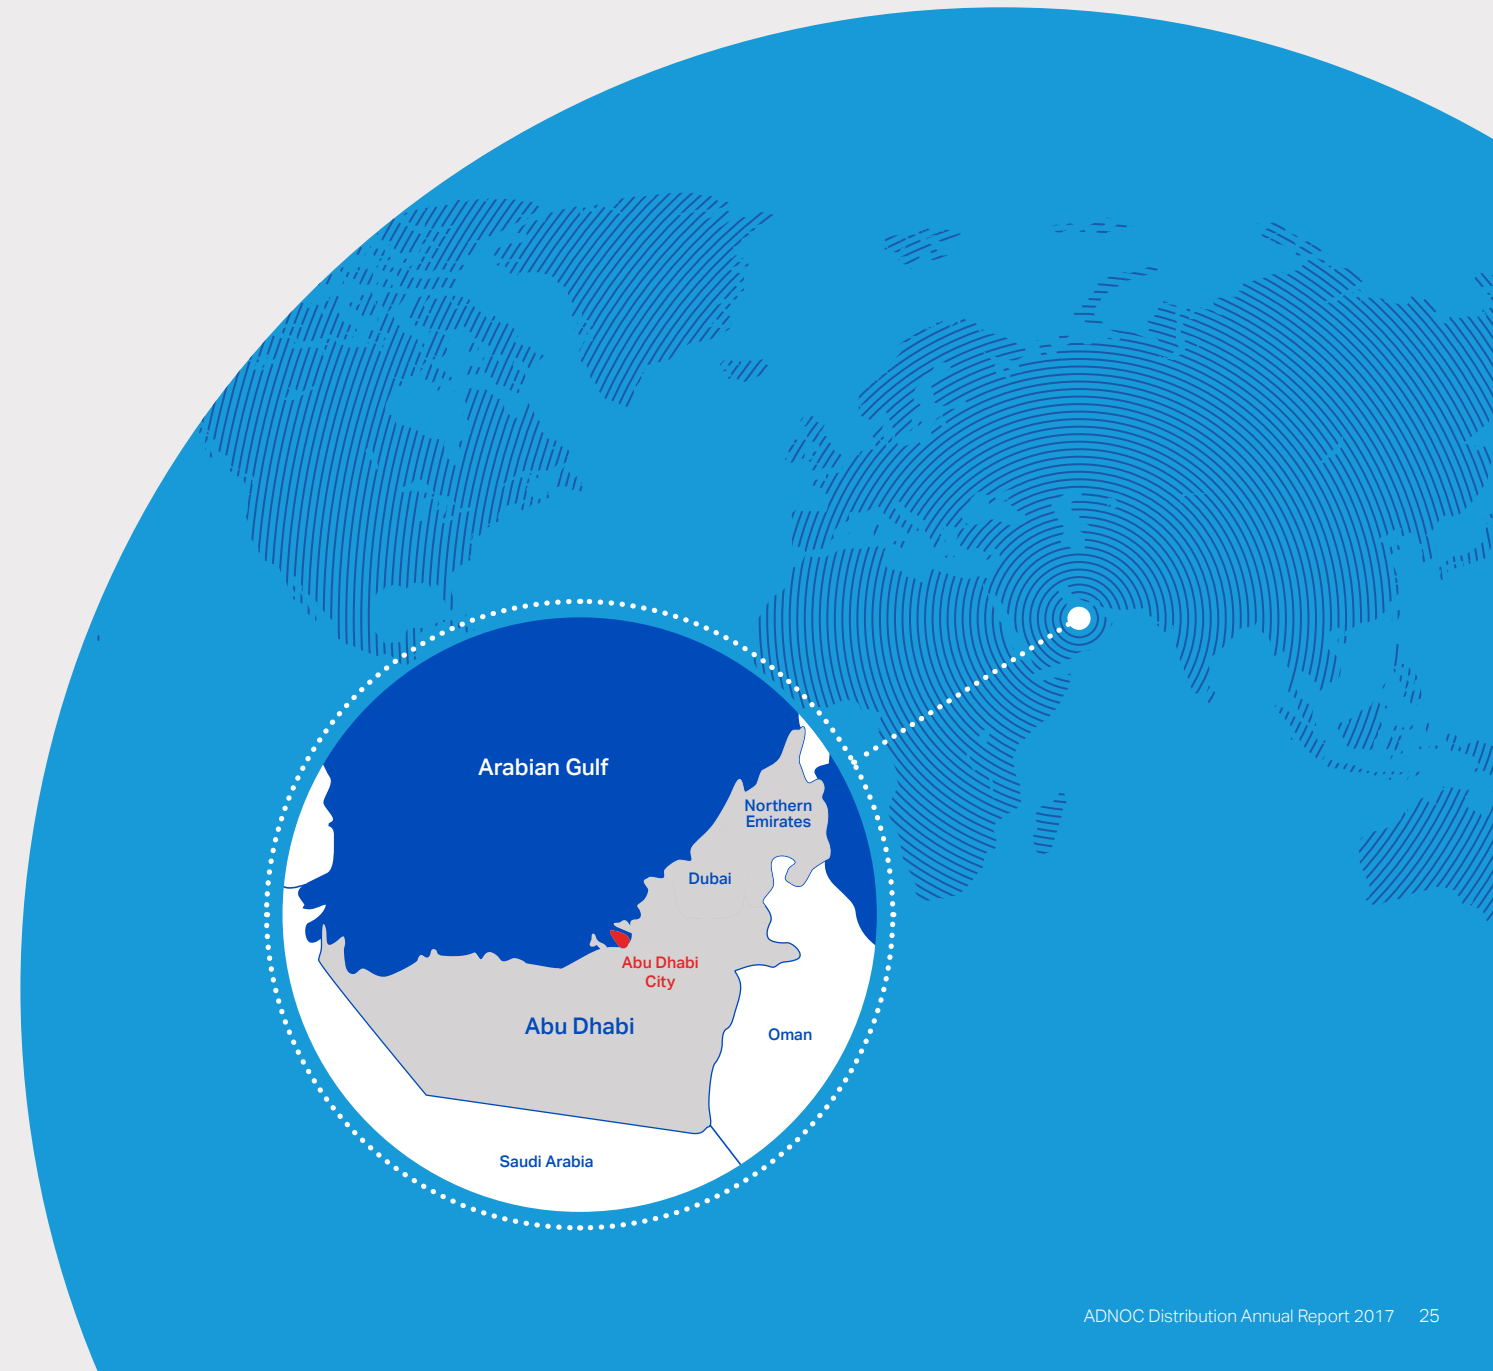 Arabian Gulf
Northern
Emirates
Dubai
Abu Dhabi
City
Abu Dhabi
Oman
Saudi Arabia
ADNOC Distribution Annual Report 2017 25